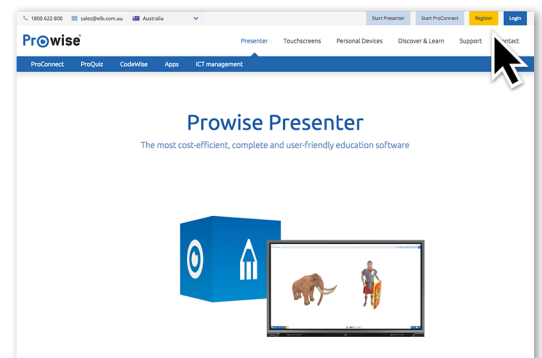 1800 622 800 sales@elb.com.au Australia Start Presenter Start ProConnect Register Login
Prowise Presenter Touchscreens Personal Devices Discover & Learn Support Contact
ProConnect ProQuiz CodeWise Apps ICT management
Prowise Presenter
The most cost-efficient, complete and user-friendly education software